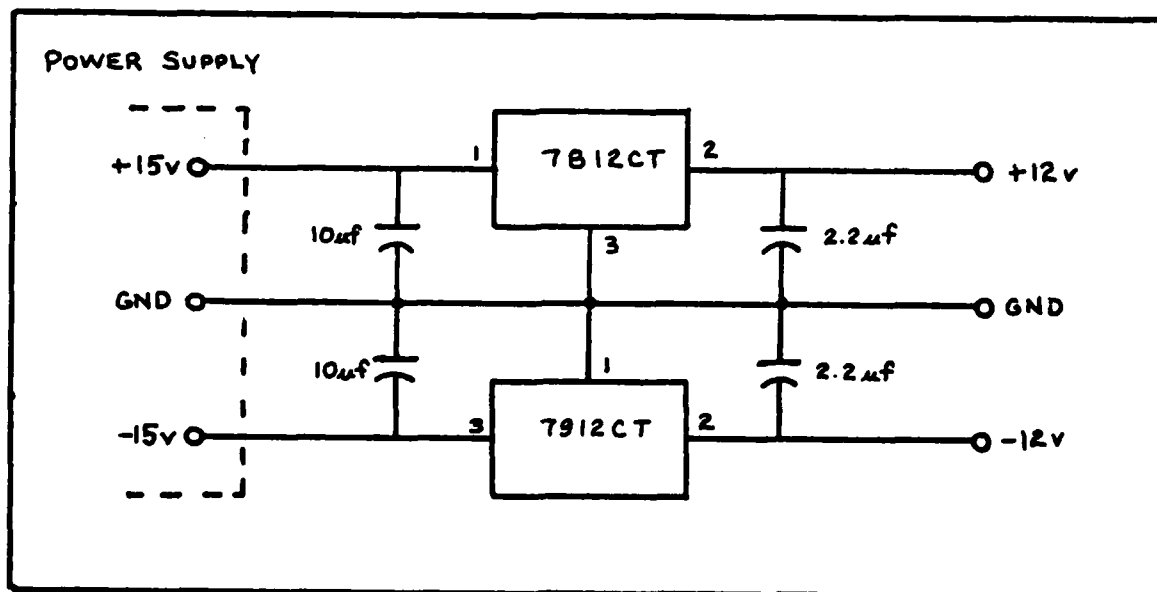 POWER SUPPLY
+15v
1
7812CT
2
+12v
10uf
3
2.2uf
GND
GND
10uf
1
2.2uf
-15v
3
7912CT
2
-12v